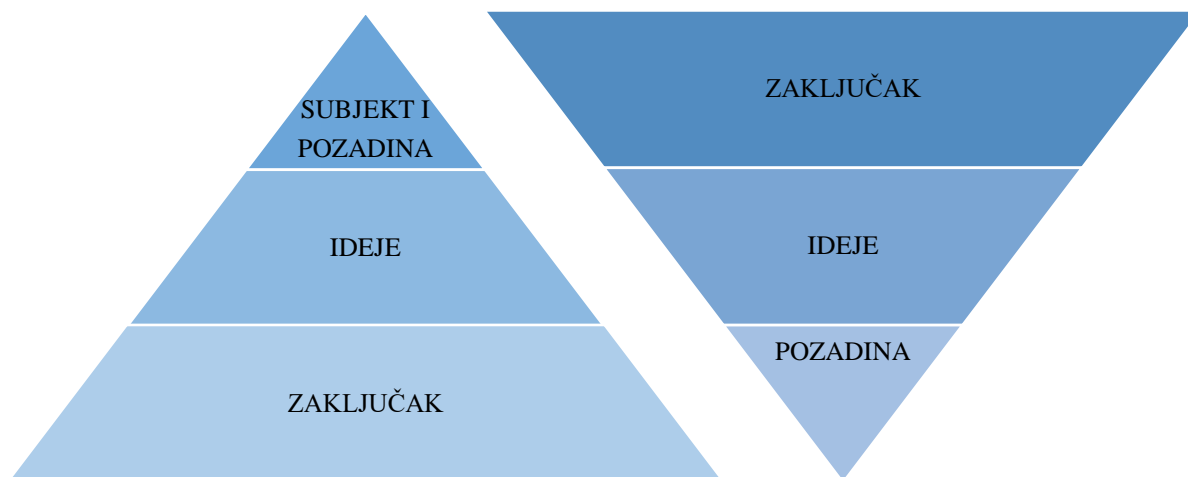 SUBJEKT I
POZADINA
IDEJE
ZAKLJUČAK
ZAKLJUČAK
IDEJE
POZADINA